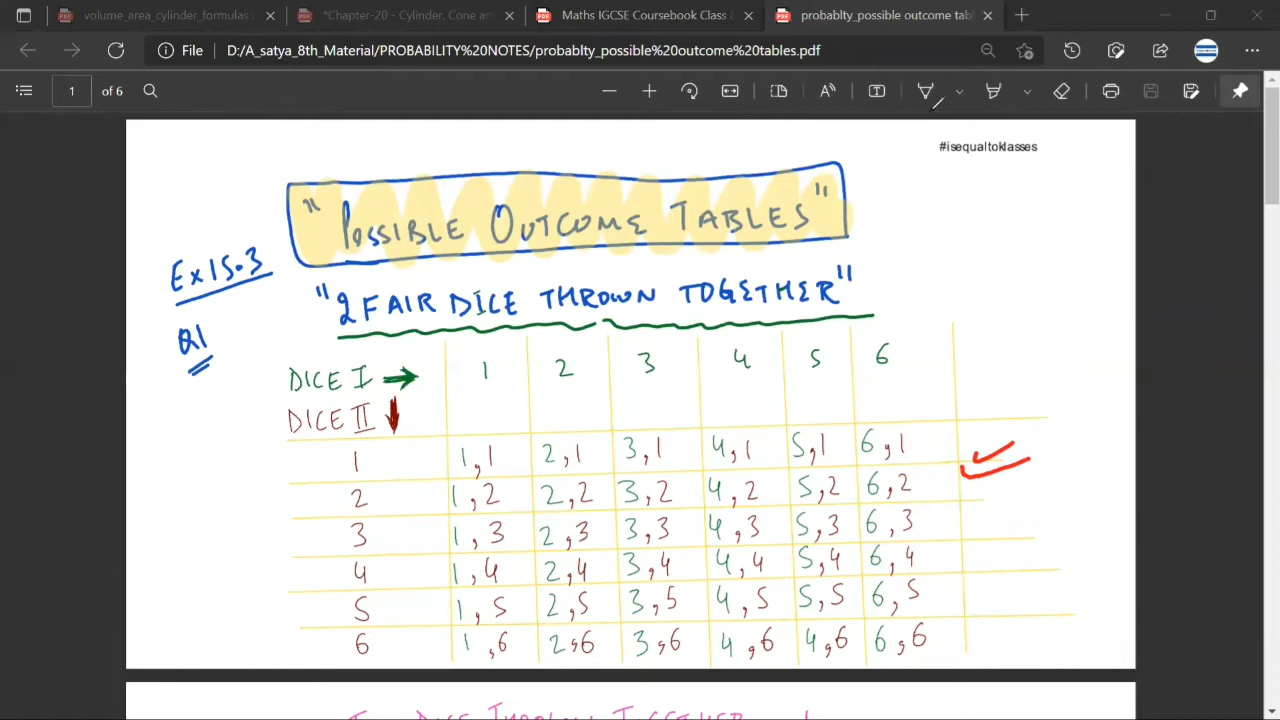 volume_area_cylinder_formulas.
*Chapter-20 - Cylinder, Cone an
Maths IGCSE Coursebook Class 8
probablty_possible outcome tab
File D:/A_satya_8th_Material/PROBABILITY%20NOTES/probablty_possible%20outcome%20tables.pdf
1 of 6
#isequaltoklasses
"POSSIBLE OUTCOME TABLES"
Ex15.3
"2 FAIR DICE THROWN TOGETHER"
Q1
DICE I → 1 2 3 4 5 6
DICE II ↓
1 1,1 2,1 3,1 4,1 5,1 6,1
2 1,2 2,2 3,2 4,2 5,2 6,2
3 1,3 2,3 3,3 4,3 5,3 6,3
4 1,4 2,4 3,4 4,4 5,4 6,4
5 1,5 2,5 3,5 4,5 5,5 6,5
6 1,6 2,6 3,6 4,6 4,6 6,6